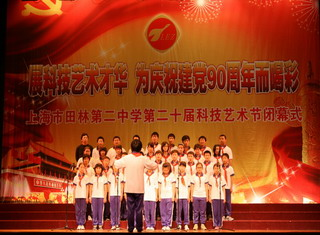 展科技艺术才华 为庆祝建党90周年而喝彩
上海市田林第二中学第二十届科技艺术节闭幕式